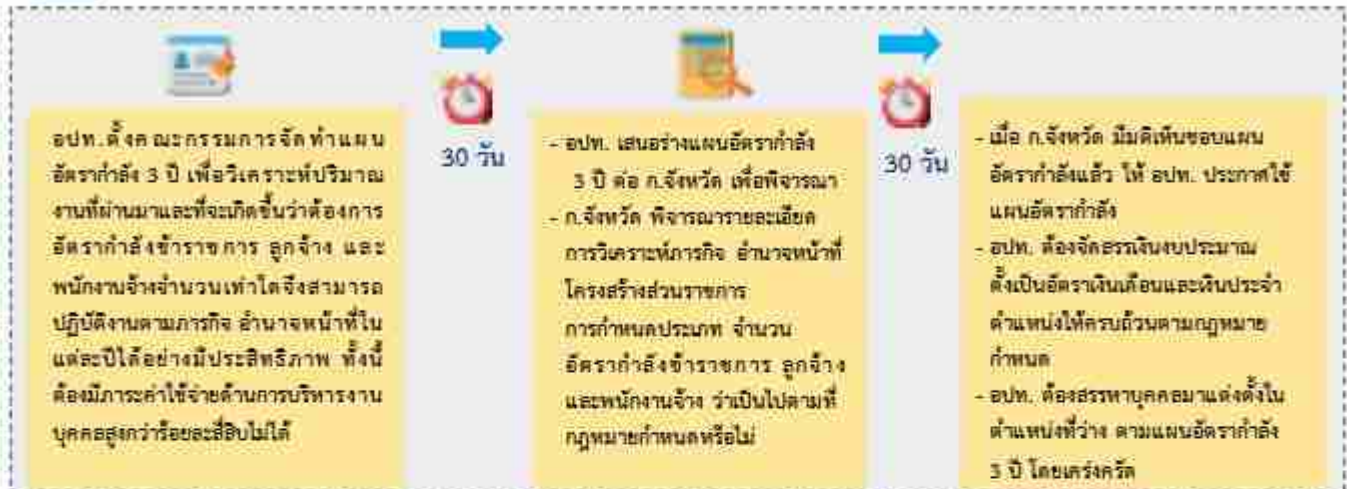 อปท.ตั้งคณะกรรมการจัดทำแผน
อัตรากำลัง 3 ปี เพื่อวิเคราะห์ปริมาณ
งานที่ผ่านมาและที่จะเกิดขึ้นว่าต้องการ
อัตรากำลังข้าราชการ ลูกจ้าง และ
พนักงานจ้างจำนวนเท่าใดจึงสามารถ
ปฏิบัติงานตามภารกิจ อำนาจหน้าที่ใน
แต่ละปีได้อย่างมีประสิทธิภาพ ทั้งนี้
ต้องมีภาระค่าใช้จ่ายด้านการบริหารงาน
บุคคลสูงกว่าร้อยละสี่สิบไม่ได้
30 วัน
- อปท. เสนอร่างแผนอัตรากำลัง
3 ปี ต่อ ก.จังหวัด เพื่อพิจารณา
- ก.จังหวัด พิจารณารายละเอียด
การวิเคราะห์ภารกิจ อำนาจหน้าที่
โครงสร้างส่วนราชการ
การกำหนดประเภท จำนวน
อัตรากำลังข้าราชการ ลูกจ้าง
และพนักงานจ้าง ว่าเป็นไปตามที่
กฎหมายกำหนดหรือไม่
30 วัน
- เมื่อ ก.จังหวัด มีมติเห็นชอบแผน
อัตรากำลังแล้ว ให้ อปท. ประกาศใช้
แผนอัตรากำลัง
- อปท. ต้องจัดสรรเงินงบประมาณ
ตั้งเป็นอัตราเงินเดือนและเงินประจำ
ตำแหน่งให้ครบถ้วนตามกฎหมาย
กำหนด
- อปท. ต้องสรรหาบุคคลมาแต่งตั้งใน
ตำแหน่งที่ว่าง ตามแผนอัตรากำลัง
3 ปี โดยเคร่งครัด